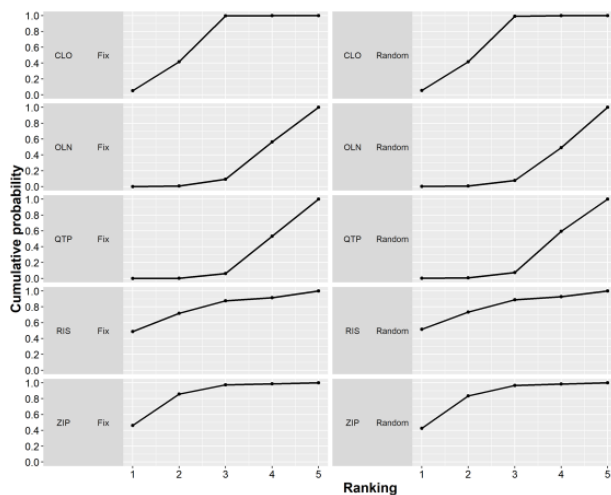 1.0
0.8
0.6
0.4
0.2
0.0
CLO Fix
CLO Random
1.0
0.8
0.6
0.4
0.2
0.0
OLN Fix
OLN Random
1.0
0.8
0.6
0.4
0.2
0.0
QTP Fix
QTP Random
1.0
0.8
0.6
0.4
0.2
0.0
RIS Fix
RIS Random
1.0
0.8
0.6
0.4
0.2
0.0
ZIP Fix
ZIP Random
Cumulative probability
1 2 3 4 5
1 2 3 4 5
Ranking